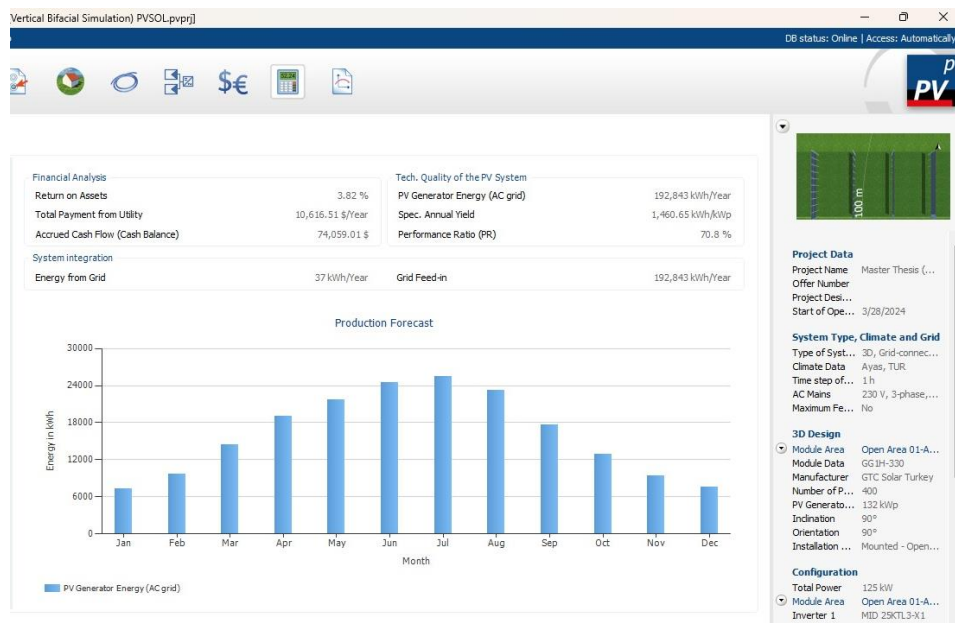 Vertical Bifacial Simulation) PVSOL.pvprj]
DB status: Online | Access: Automatically
$€
PV
Financial Analysis
Return on Assets 3.82 %
Total Payment from Utility 10,616.51 $/Year
Accrued Cash Flow (Cash Balance) 74,059.01 $
Tech. Quality of the PV System
PV Generator Energy (AC grid) 192,843 kWh/Year
Spec. Annual Yield 1,460.65 kWh/kWp
Performance Ratio (PR) 70.8 %
System integration
Energy from Grid 37 kWh/Year Grid Feed-in 192,843 kWh/Year
Production Forecast
Energy in kWh
30000
24000
18000
12000
6000
0
Jan Feb Mar Apr May Jun Jul Aug Sep Oct Nov Dec
Month
PV Generator Energy (AC grid)
100 m
Project Data
Project Name Master Thesis (...
Offer Number
Project Desi...
Start of Ope... 3/28/2024
System Type, Climate and Grid
Type of Syst... 3D, Grid-connec...
Climate Data Ayas, TUR
Time step of... 1 h
AC Mains 230 V, 3-phase,...
Maximum Fe... No
3D Design
Module Area Open Area 01-A...
Module Data GG1H-330
Manufacturer GTC Solar Turkey
Number of P... 400
PV Generato... 132 kWp
Inclination 90°
Orientation 90°
Installation ... Mounted - Open...
Configuration
Total Power 125 kW
Module Area Open Area 01-A...
Inverter 1 MID 25KTL3-X1